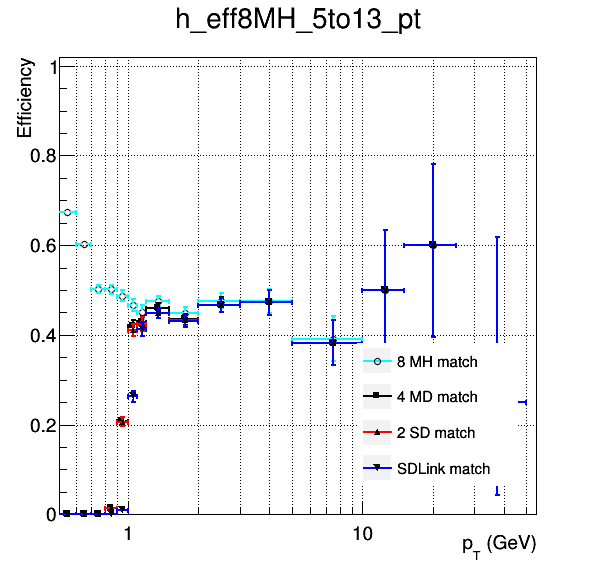 h_eff8MH_5to13_pt
Efficiency
1
0.8
0.6
0.4
0.2
0
8 MH match
4 MD match
2 SD match
SDLink match
1
10
p_T (GeV)